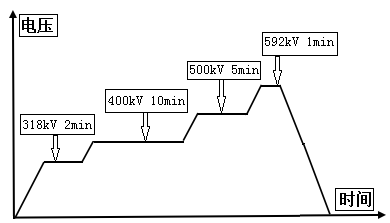 电压
592kV 1min
500kV 5min
400kV 10min
318kV 2min
时间